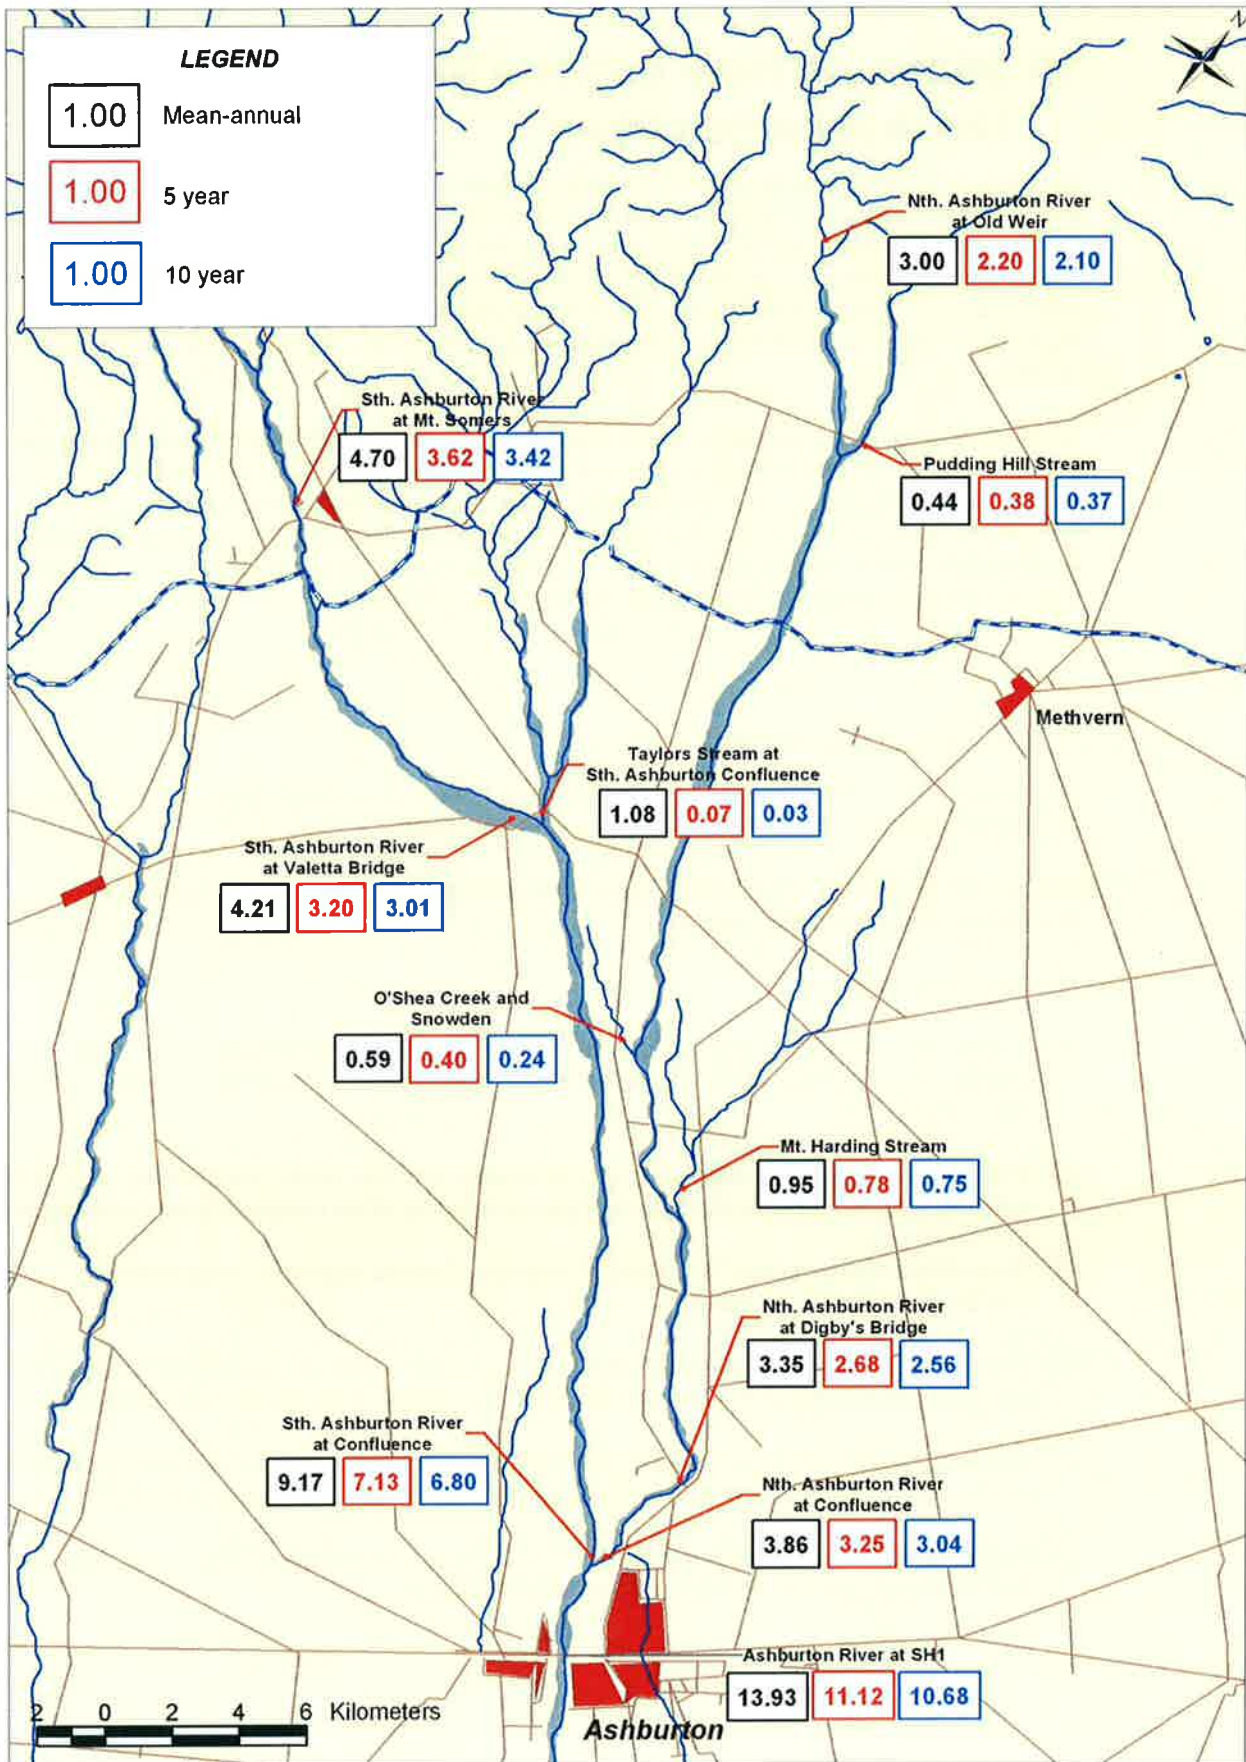 LEGEND
1.00 Mean-annual
1.00 5 year
1.00 10 year
Nth. Ashburton River
at Old Weir
3.00 2.20 2.10
Sth. Ashburton River
at Mt. Somers
4.70 3.62 3.42
Pudding Hill Stream
0.44 0.38 0.37
Methvern
Taylors Stream at
Sth. Ashburton Confluence
1.08 0.07 0.03
Sth. Ashburton River
at Valetta Bridge
4.21 3.20 3.01
O'Shea Creek and
Snowden
0.59 0.40 0.24
Mt. Harding Stream
0.95 0.78 0.75
Nth. Ashburton River
at Digby's Bridge
3.35 2.68 2.56
Sth. Ashburton River
at Confluence
9.17 7.13 6.80
Nth. Ashburton River
at Confluence
3.86 3.25 3.04
Ashburton River at SH1
13.93 11.12 10.68
2 0 2 4 6 Kilometers
Ashburton